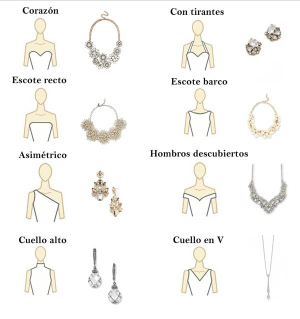 Corazón
Con tirantes
Escote recto
Escote barco
Asimétrico
Hombros descubiertos
Cuello alto
Cuello en V